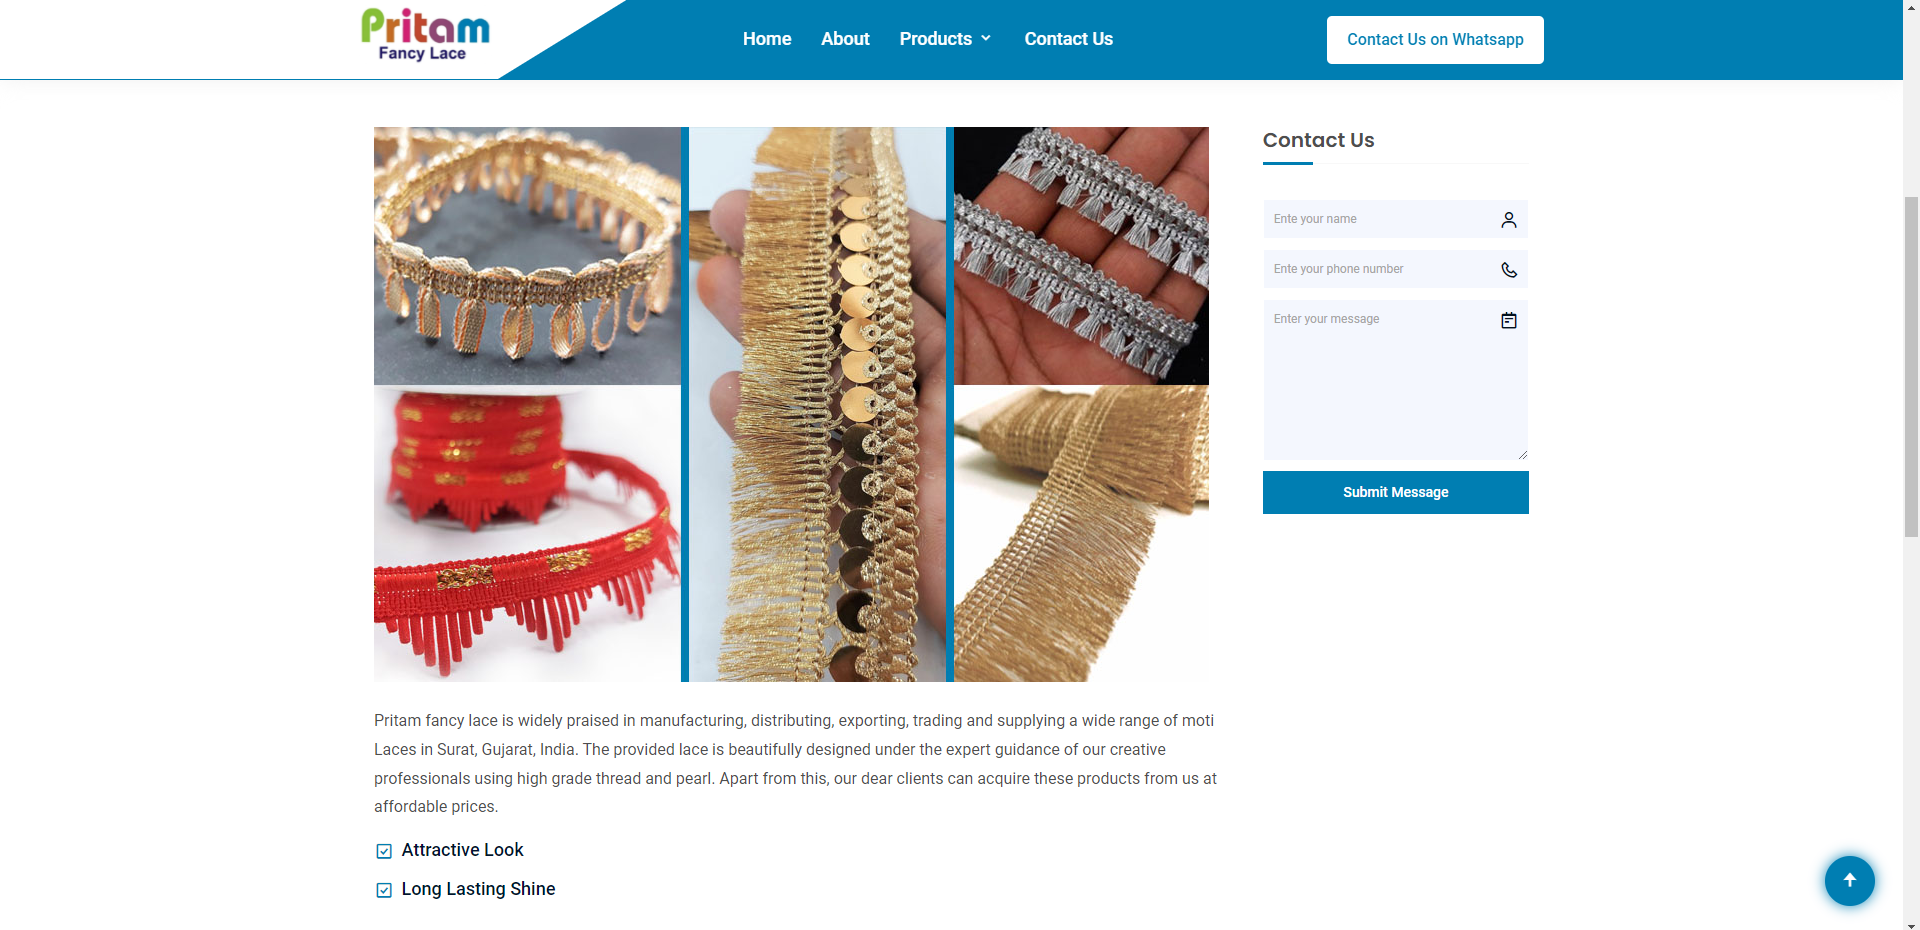 Pritam
Fancy Lace
Home
About
Products
Contact Us
Contact Us on Whatsapp
Contact Us
Ente your name
Ente your phone number
Enter your message
Submit Message
Pritam fancy lace is widely praised in manufacturing, distributing, exporting, trading and supplying a wide range of moti
Laces in Surat, Gujarat, India. The provided lace is beautifully designed under the expert guidance of our creative
professionals using high grade thread and pearl. Apart from this, our dear clients can acquire these products from us at
affordable prices.
Attractive Look
Long Lasting Shine